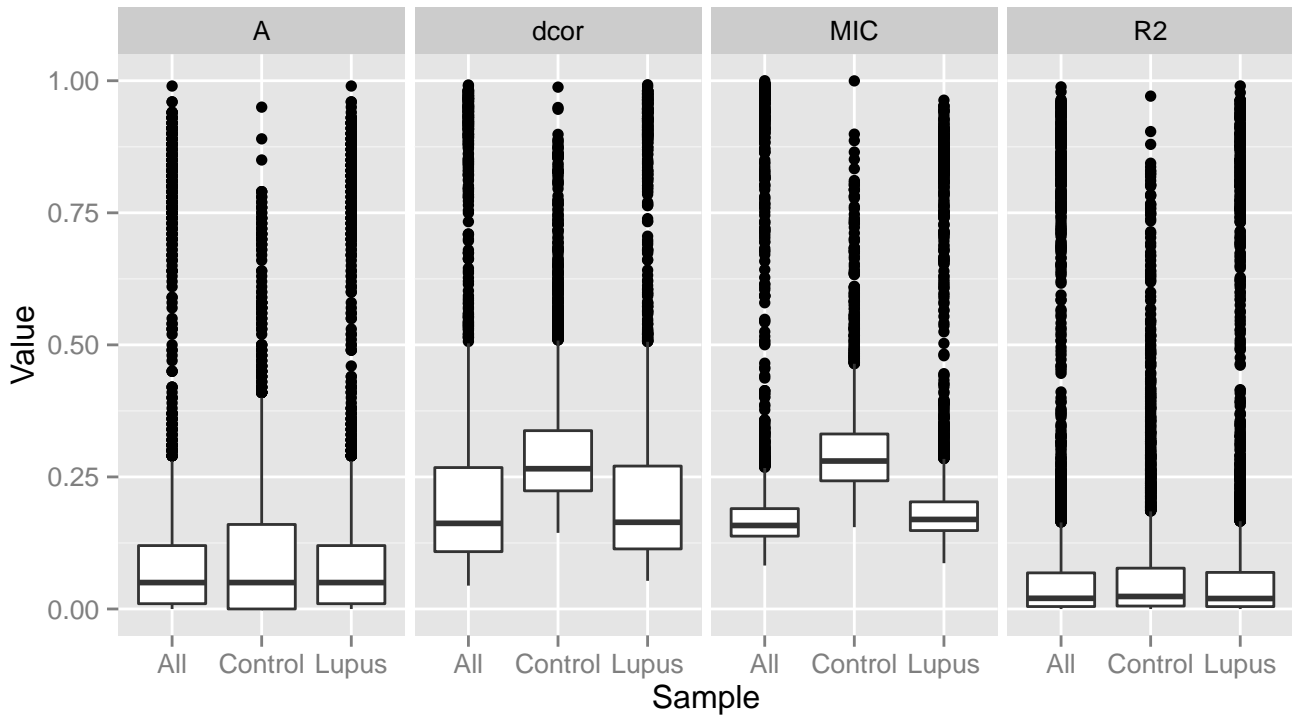 A dcor MIC R2
1.00
0.75
0.50
0.25
0.00
Value
All Control Lupus All Control Lupus All Control Lupus All Control Lupus
Sample